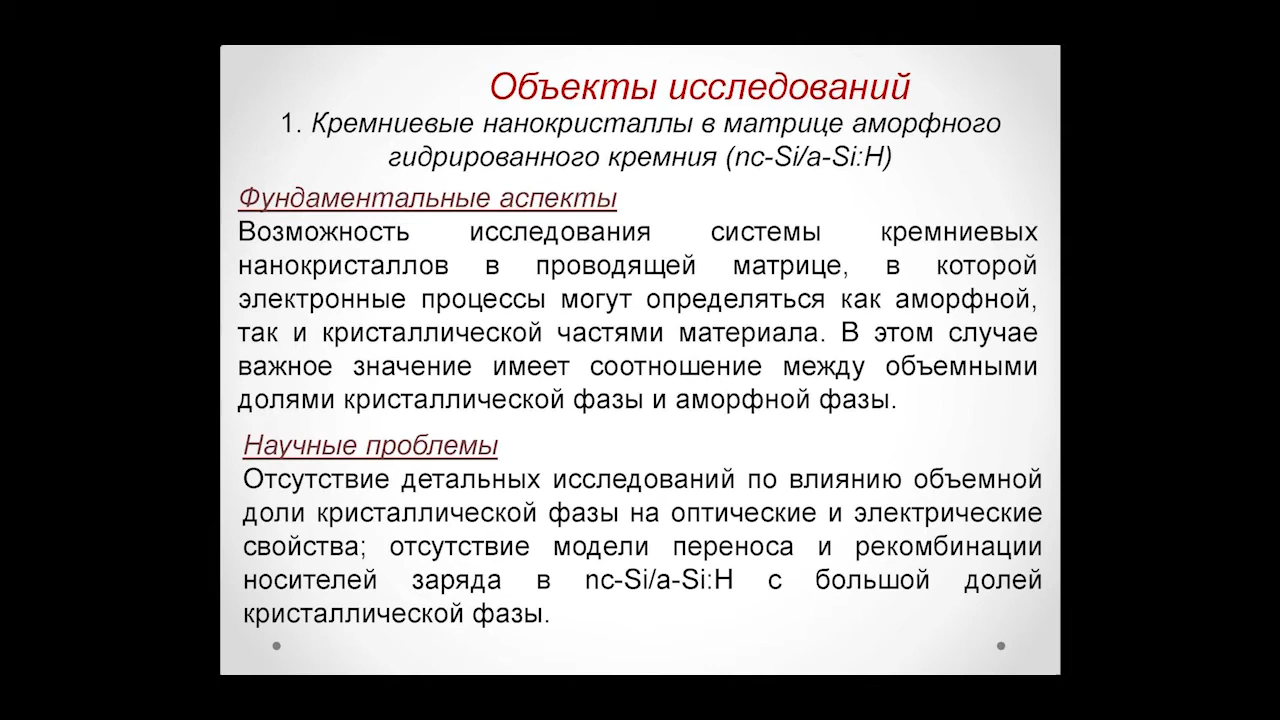 Объекты исследований
1. Кремниевые нанокристаллы в матрице аморфного
гидрированного кремния (nc-Si/a-Si:H)
Фундаментальные аспекты
Возможность исследования системы кремниевых
нанокристаллов в проводящей матрице, в которой
электронные процессы могут определяться как аморфной,
так и кристаллической частями материала. В этом случае
важное значение имеет соотношение между объемными
долями кристаллической фазы и аморфной фазы.
Научные проблемы
Отсутствие детальных исследований по влиянию объемной
доли кристаллической фазы на оптические и электрические
свойства; отсутствие модели переноса и рекомбинации
носителей заряда в nc-Si/a-Si:H с большой долей
кристаллической фазы.